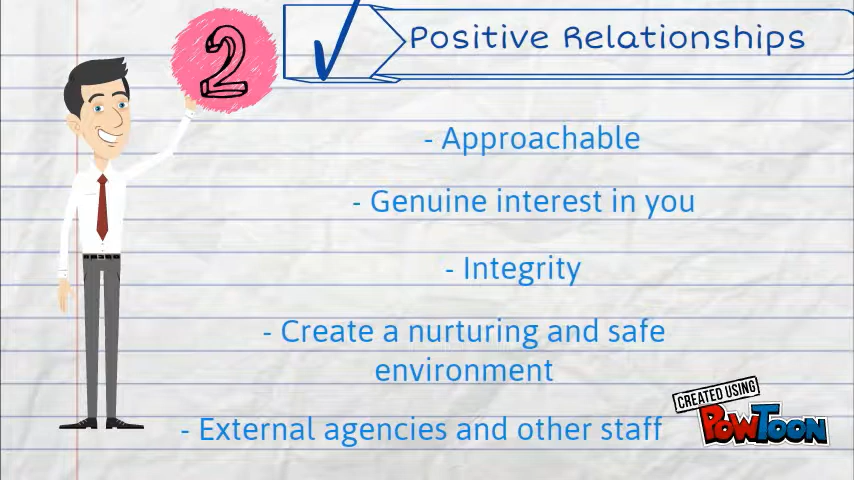 2
Positive Relationships
- Approachable
- Genuine interest in you
- Integrity
- Create a nurturing and safe
environment
- External agencies and other staff
CREATED USING
POWTOON